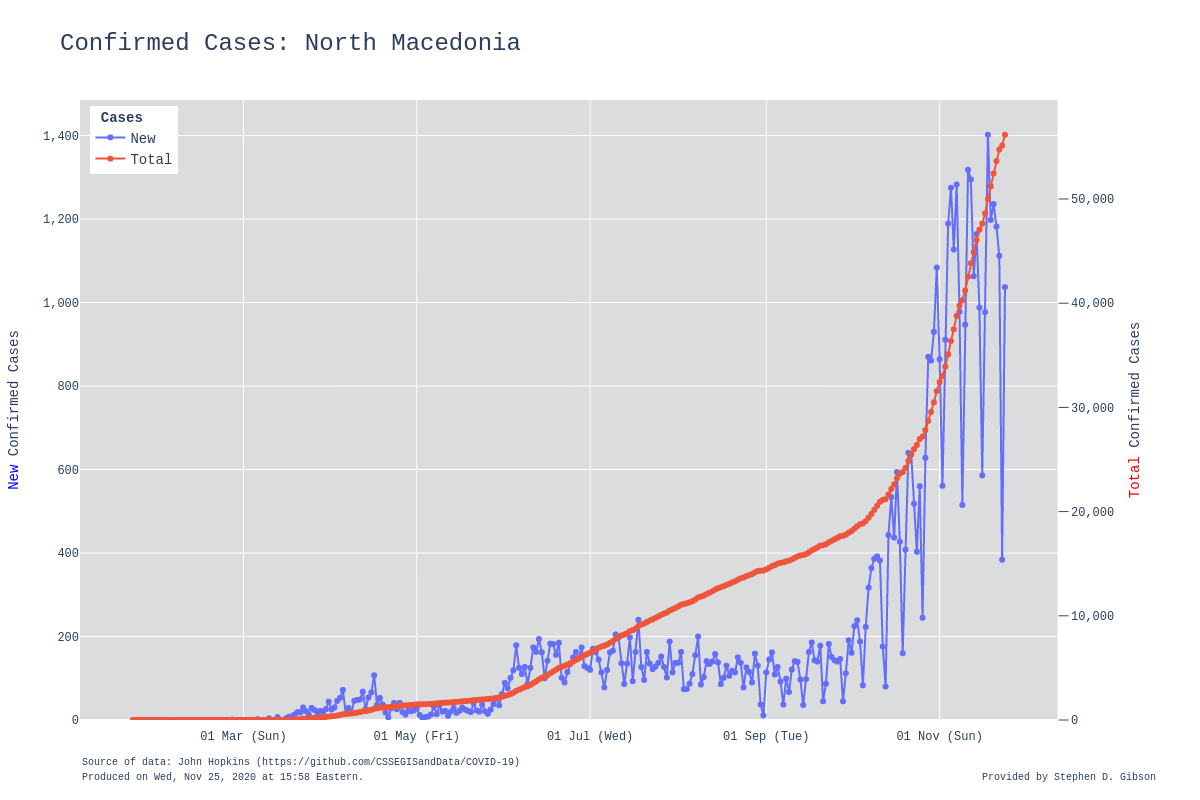 Confirmed Cases: North Macedonia
Cases
New
Total
1,400
1,200
1,000
800
600
400
200
0
New Confirmed Cases
50,000
40,000
30,000
20,000
10,000
0
Total Confirmed Cases
01 Mar (Sun)
01 May (Fri)
01 Jul (Wed)
01 Sep (Tue)
01 Nov (Sun)
Source of data: John Hopkins (https://github.com/CSSEGISandData/COVID-19)
Produced on Wed, Nov 25, 2020 at 15:58 Eastern.
Provided by Stephen D. Gibson